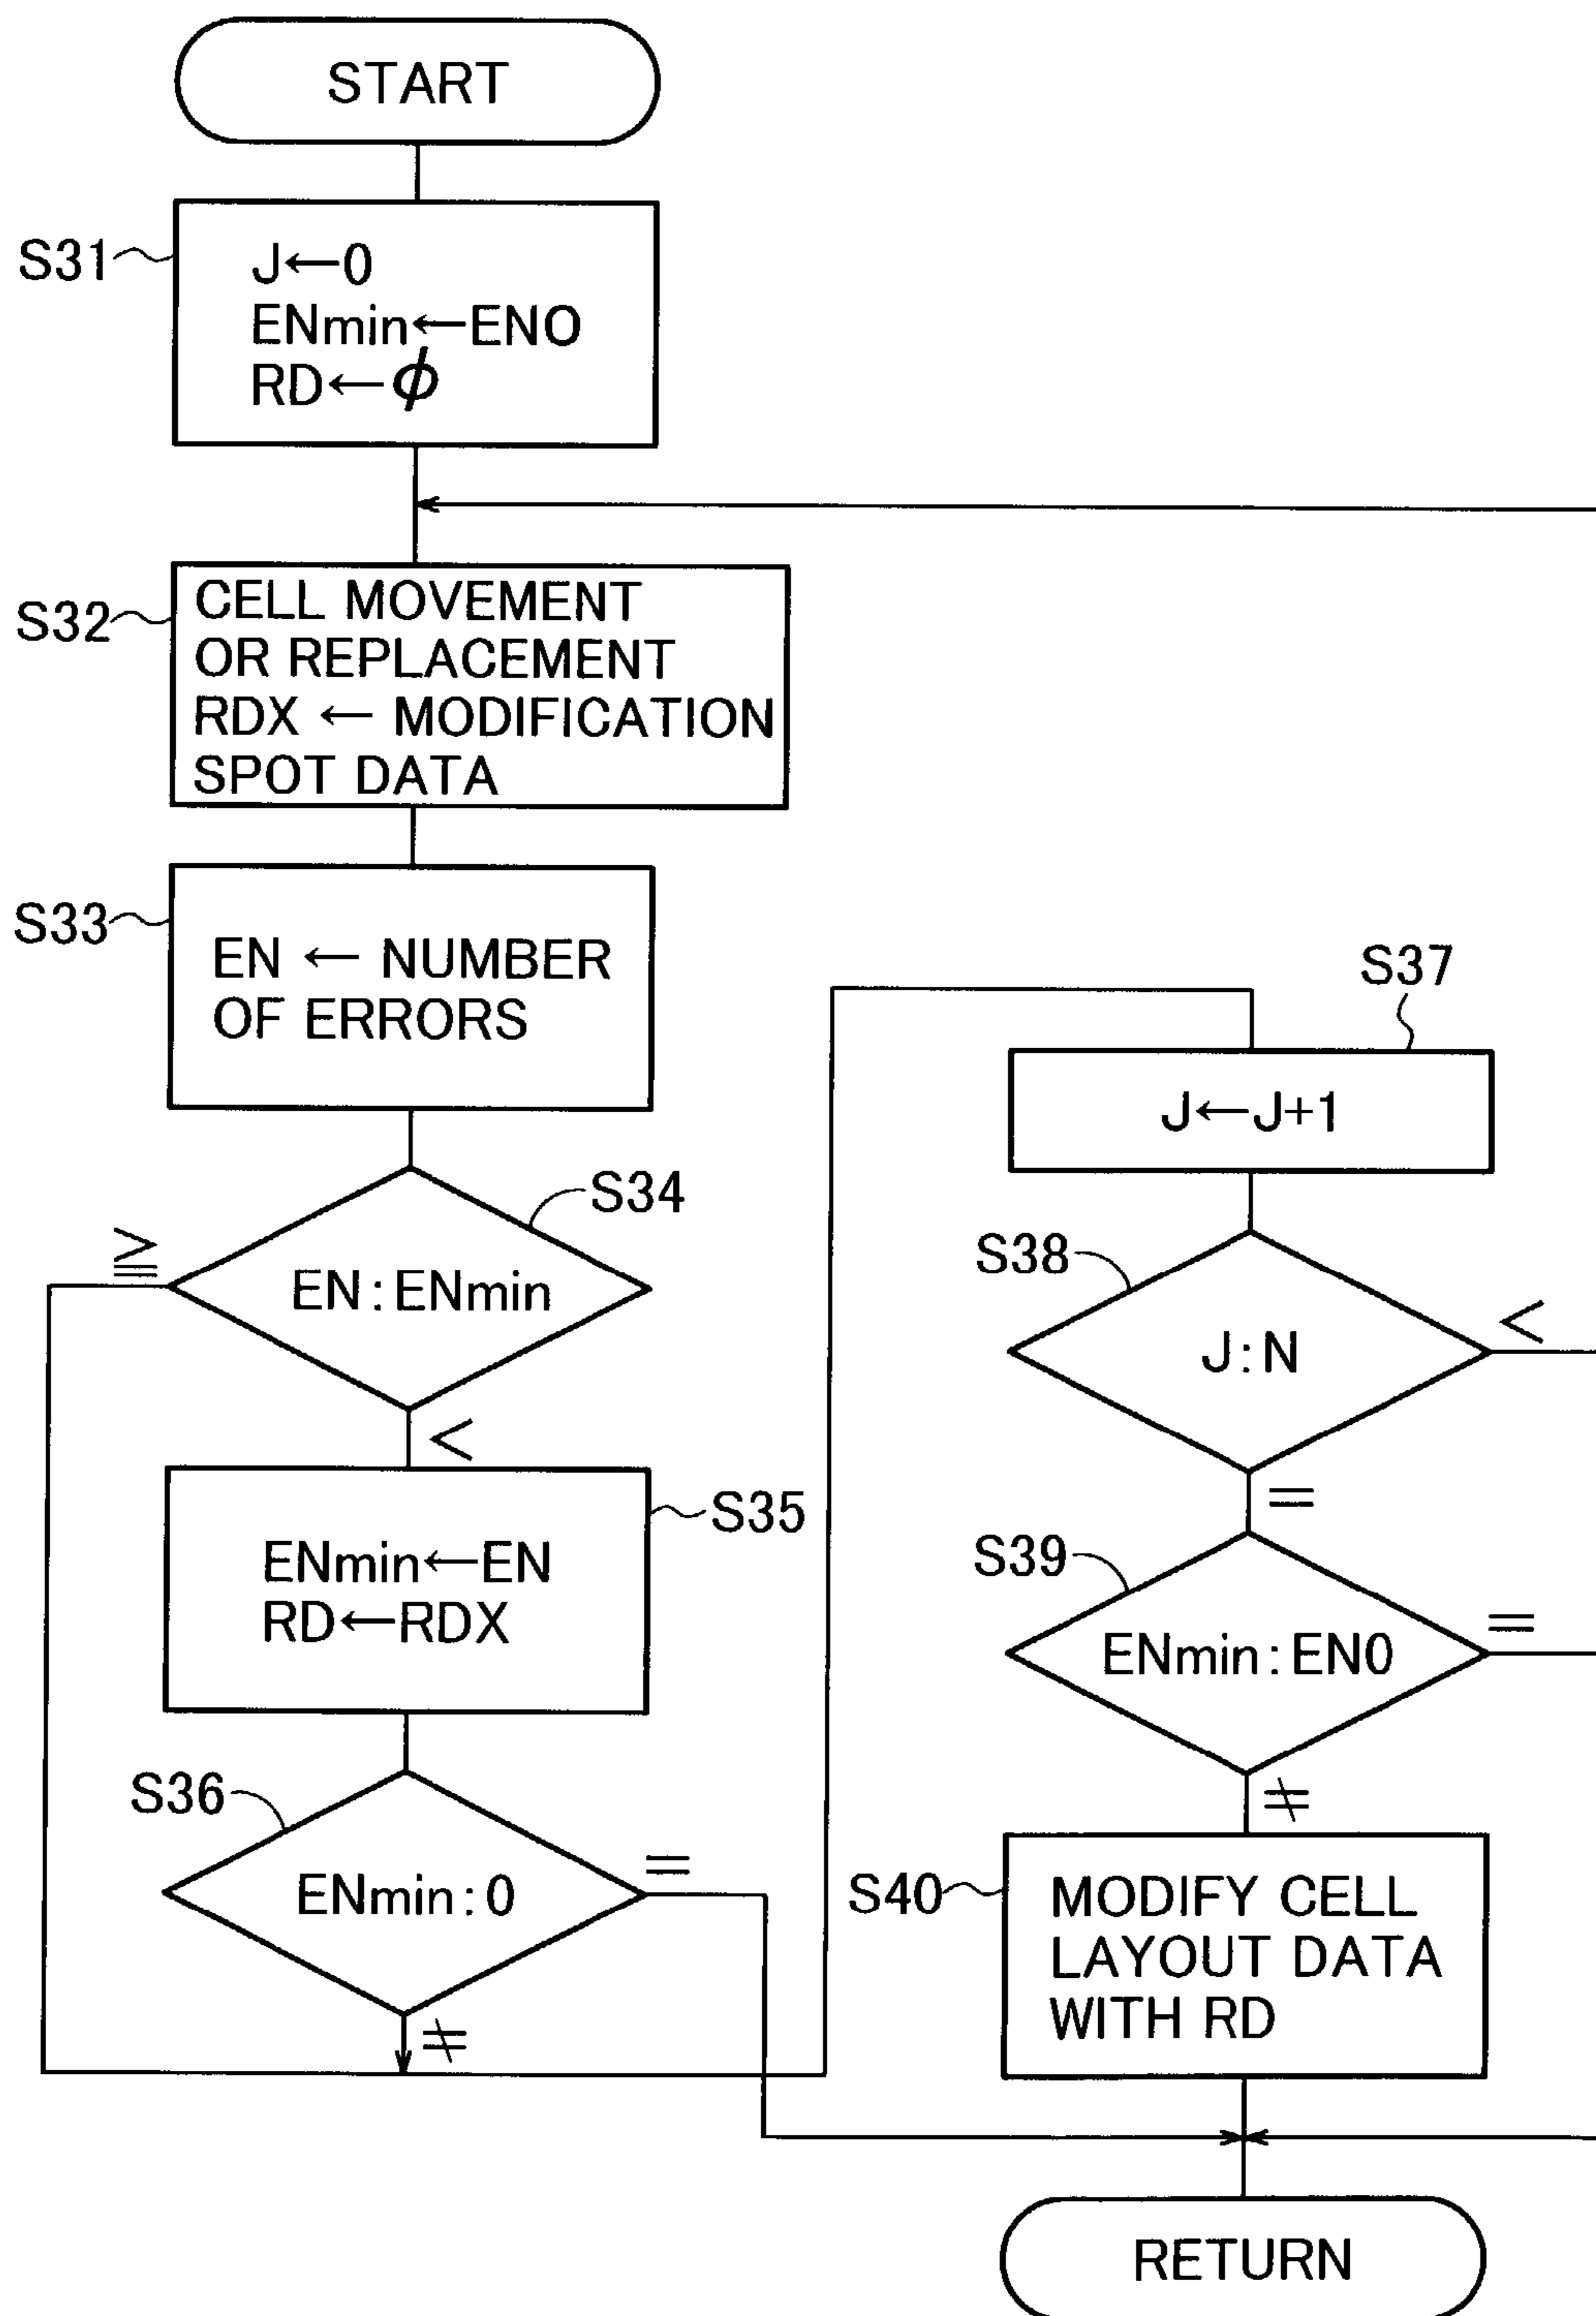 START
S31
J←0
ENmin←EN0
RD←ϕ
S32
CELL MOVEMENT
OR REPLACEMENT
RDX ← MODIFICATION
SPOT DATA
S33
EN ← NUMBER
OF ERRORS
S34
≧
EN : ENmin
<
S35
ENmin←EN
RD←RDX
S36
ENmin : 0
=
≠
S37
J←J+1
S38
J : N
<
=
S39
ENmin : EN0
=
≠
S40
MODIFY CELL
LAYOUT DATA
WITH RD
RETURN